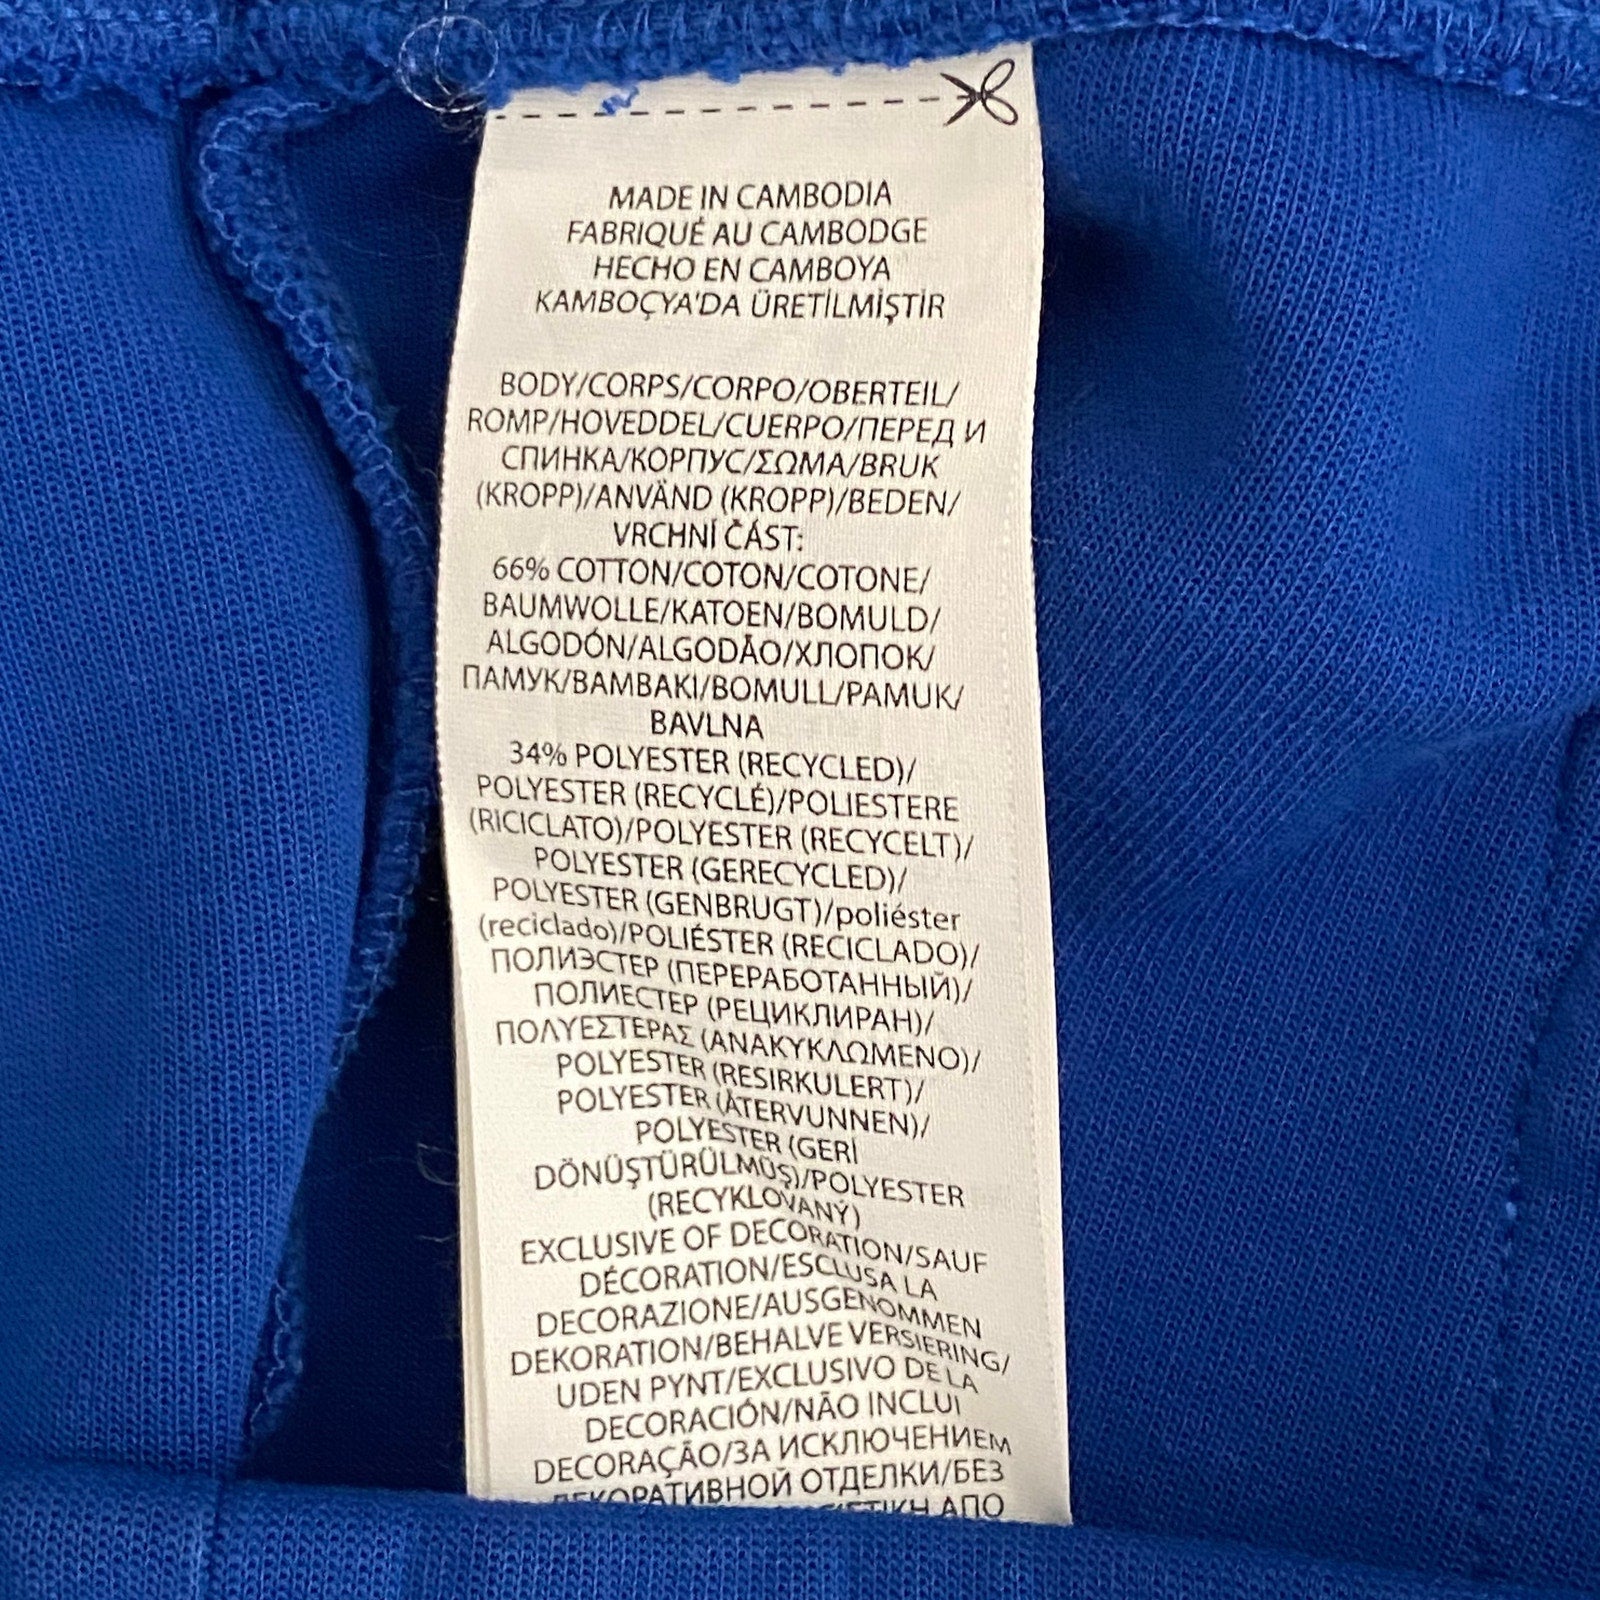 MADE IN CAMBODIA
FABRIQUÉ AU CAMBODGE
HECHO EN CAMBOYA
KAMBOÇYA'DA ÜRETİLMİŞTİR
BODY/CORPS/CORPO/OBERTEIL/
ROMP/HOVEDDEL/CUERPO/ПЕРЕД И
СПИНКА/КОРПУС/ΣΩΜΑ/BRUK
(KROPP)/ANVÄND (KROPP)/BEDEN/
VRCHNÍ ČÁST:
66% COTTON/COTON/COTONE/
BAUMWOLLE/KATOEN/BOMULD/
ALGODÓN/ALGODÃO/ХЛОПОК/
ПАМУК/ΒΑΜΒΑΚΙ/BOMULL/PAMUK/
BAVLNA
34% POLYESTER (RECYCLED)/
POLYESTER (RECYCLÉ)/POLIESTERE
(RICICLATO)/POLYESTER (RECYCELT)/
POLYESTER (GERECYCLED)/
POLYESTER (GENBRUGT)/poliéster
(reciclado)/POLIÉSTER (RECICLADO)/
ПОЛИЭСТЕР (ПЕРЕРАБОТАННЫЙ)/
ПОЛИЕСТЕР (РЕЦИКЛИРАН)/
ΠΟΛΥΕΣΤΕΡΑΣ (ΑΝΑΚΥΚΛΩΜΕΝΟ)/
POLYESTER (RESIRKULERT)/
POLYESTER (ÅTERVUNNEN)/
POLYESTER (GERİ
DÖNÜŞTÜRÜLMÜŞ)/POLYESTER
(RECYKLOVANÝ)
EXCLUSIVE OF DECORATION/SAUF
DÉCORATION/ESCLUSA LA
DECORAZIONE/AUSGENOMMEN
DEKORATION/BEHALVE VERSIERING/
UDEN PYNT/EXCLUSIVO DE LA
DECORACIÓN/NÃO INCLUI
DECORAÇÃO/ЗА ИСКЛЮЧЕНИЕМ
ДЕКОРАТИВНОЙ ОТДЕЛКИ/БЕЗ
ΑΠΟ